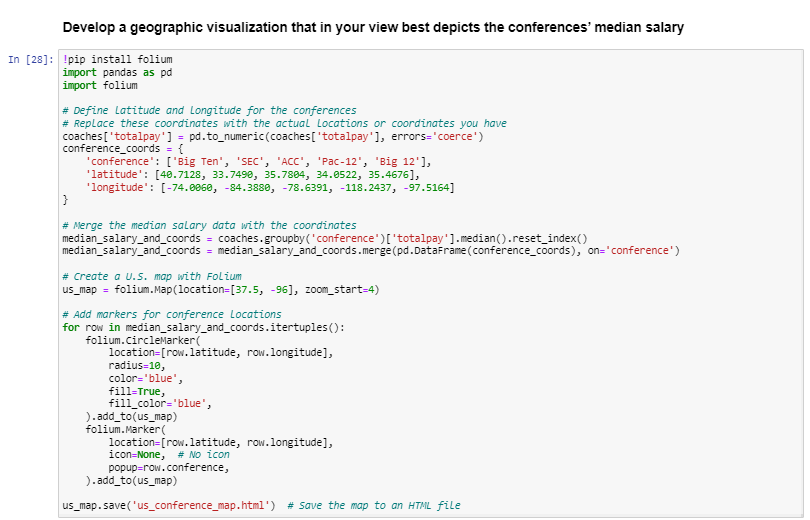 Develop a geographic visualization that in your view best depicts the conferences' median salary
In [28]: !pip install folium
import pandas as pd
import folium
# Define latitude and longitude for the conferences
# Replace these coordinates with the actual locations or coordinates you have
coaches['totalpay'] = pd.to_numeric(coaches['totalpay'], errors='coerce')
conference_coords = {
    'conference': ['Big Ten', 'SEC', 'ACC', 'Pac-12', 'Big 12'],
    'latitude': [40.7128, 33.7490, 35.7804, 34.0522, 35.4676],
    'longitude': [-74.0060, -84.3880, -78.6391, -118.2437, -97.5164]
}
# Merge the median salary data with the coordinates
median_salary_and_coords = coaches.groupby('conference')['totalpay'].median().reset_index()
median_salary_and_coords = median_salary_and_coords.merge(pd.DataFrame(conference_coords), on='conference')
# Create a U.S. map with Folium
us_map = folium.Map(location=[37.5, -96], zoom_start=4)
# Add markers for conference locations
for row in median_salary_and_coords.itertuples():
    folium.CircleMarker(
        location=[row.latitude, row.longitude],
        radius=10,
        color='blue',
        fill=True,
        fill_color='blue',
    ).add_to(us_map)
    folium.Marker(
        location=[row.latitude, row.longitude],
        icon=None,  # No icon
        popup=row.conference,
    ).add_to(us_map)
us_map.save('us_conference_map.html')  # Save the map to an HTML file